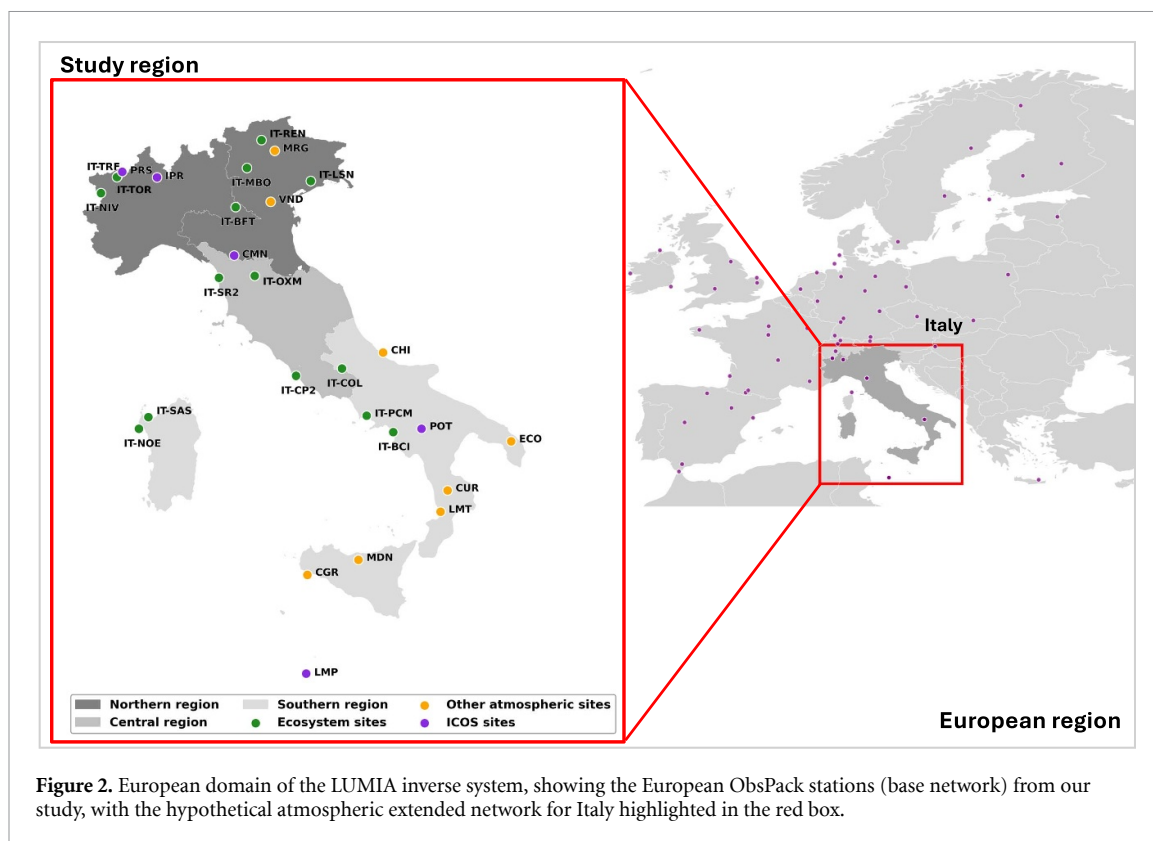 Study region
IT-REN
MRG
IT-TRF PRS
IPR
IT-TOR
IT-MBO
IT-LSN
IT-NIV
VND
IT-BFT
CMN
IT-OXM
IT-SR2
CHI
IT-COL
IT-CP2
IT-SAS
IT-PCM
IT-NOE
POT
IT-BCI
ECO
CUR
LMT
MDN
CGR
LMP
Northern region
Southern region
Other atmospheric sites
Central region
Ecosystem sites
ICOS sites
Italy
European region
Figure 2. European domain of the LUMIA inverse system, showing the European ObsPack stations (base network) from our
study, with the hypothetical atmospheric extended network for Italy highlighted in the red box.